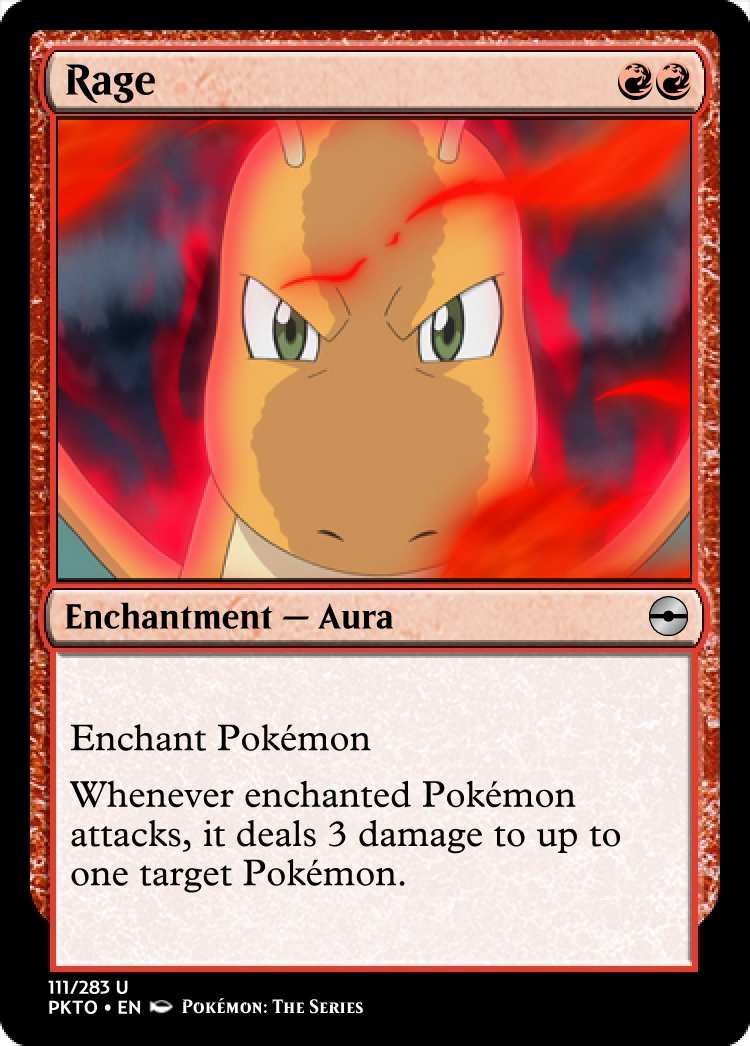 Rage
Enchantment — Aura
Enchant Pokémon
Whenever enchanted Pokémon
attacks, it deals 3 damage to up to
one target Pokémon.
111/283 U
PKTO • EN Pokémon: The Series